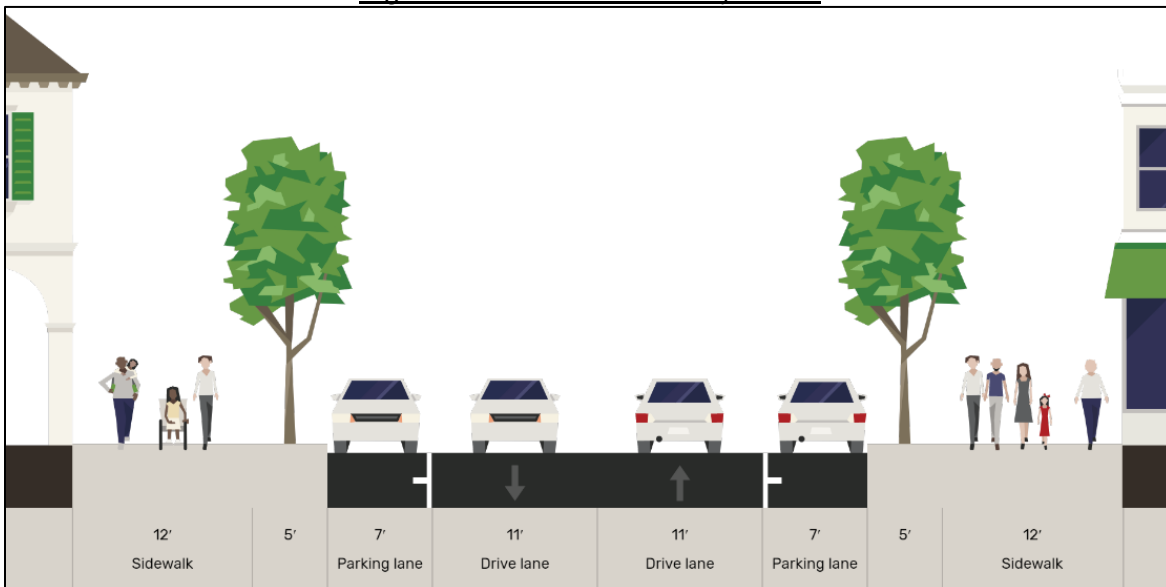 12′ 5′ 7′ 11′ 11′ 7′ 5′ 12′
Sidewalk Parking lane Drive lane Drive lane Parking lane Sidewalk